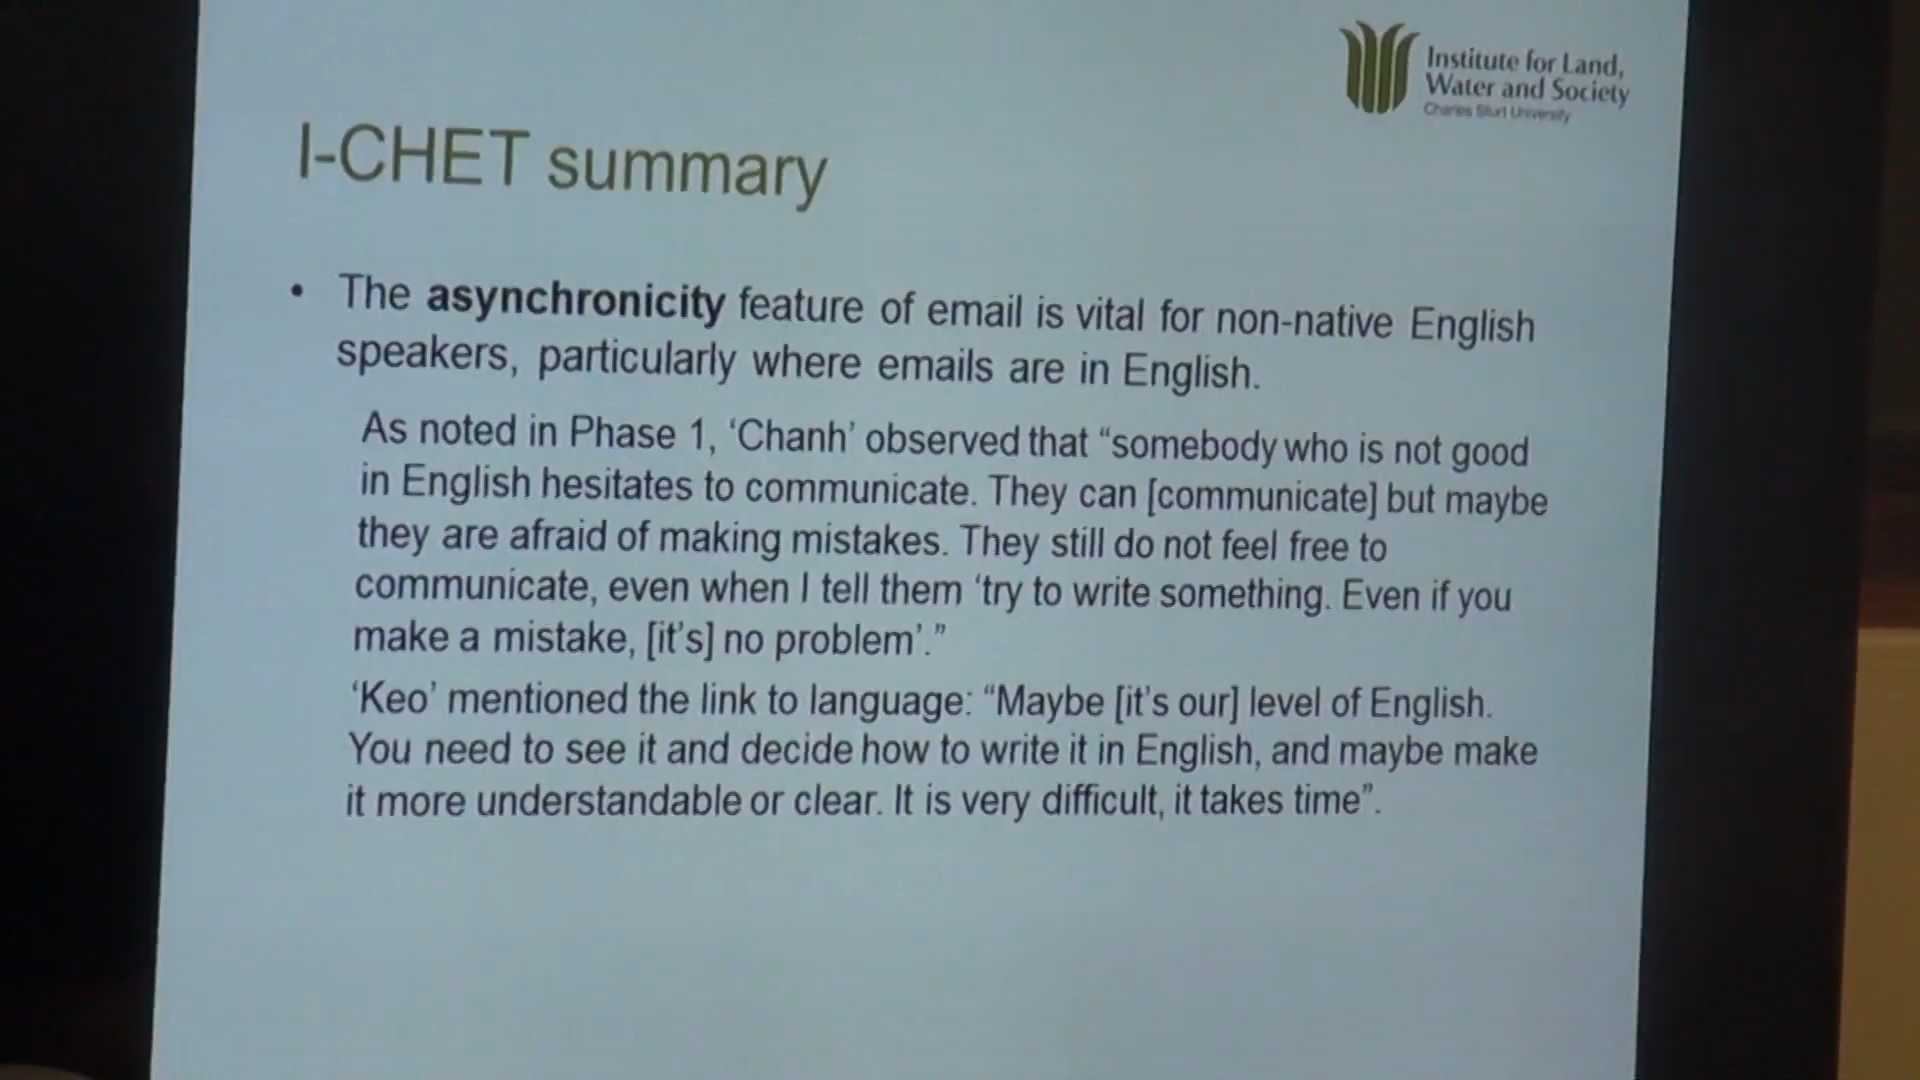 Institute for Land,
Water and Society
Charles Sturt University
I-CHET summary
• The asynchronicity feature of email is vital for non-native English
speakers, particularly where emails are in English.
As noted in Phase 1, ‘Chanh’ observed that “somebody who is not good
in English hesitates to communicate. They can [communicate] but maybe
they are afraid of making mistakes. They still do not feel free to
communicate, even when I tell them ‘try to write something. Even if you
make a mistake, [it’s] no problem’.”
‘Keo’ mentioned the link to language: “Maybe [it’s our] level of English.
You need to see it and decide how to write it in English, and maybe make
it more understandable or clear. It is very difficult, it takes time”.